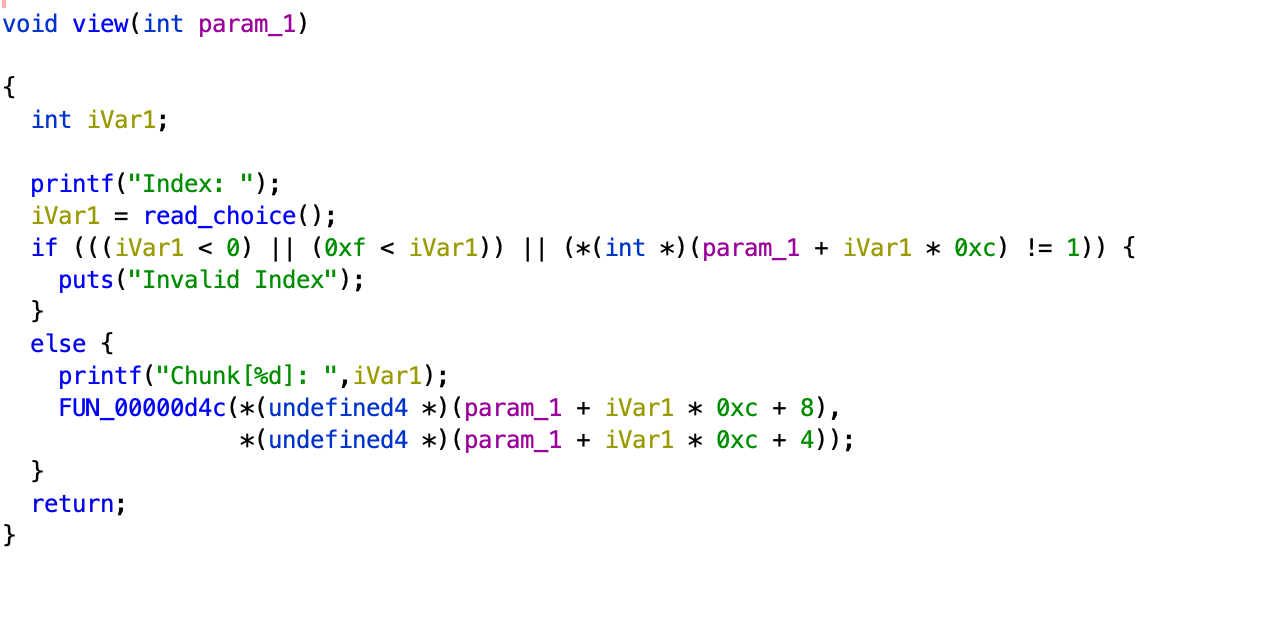 void view(int param_1)
{
int iVar1;
printf("Index: ");
iVar1 = read_choice();
if (((iVar1 < 0) || (0xf < iVar1)) || (*(int *)(param_1 + iVar1 * 0xc) != 1)) {
puts("Invalid Index");
}
else {
printf("Chunk[%d]: ",iVar1);
FUN_00000d4c(*(undefined4 *)(param_1 + iVar1 * 0xc + 8),
*(undefined4 *)(param_1 + iVar1 * 0xc + 4));
}
return;
}